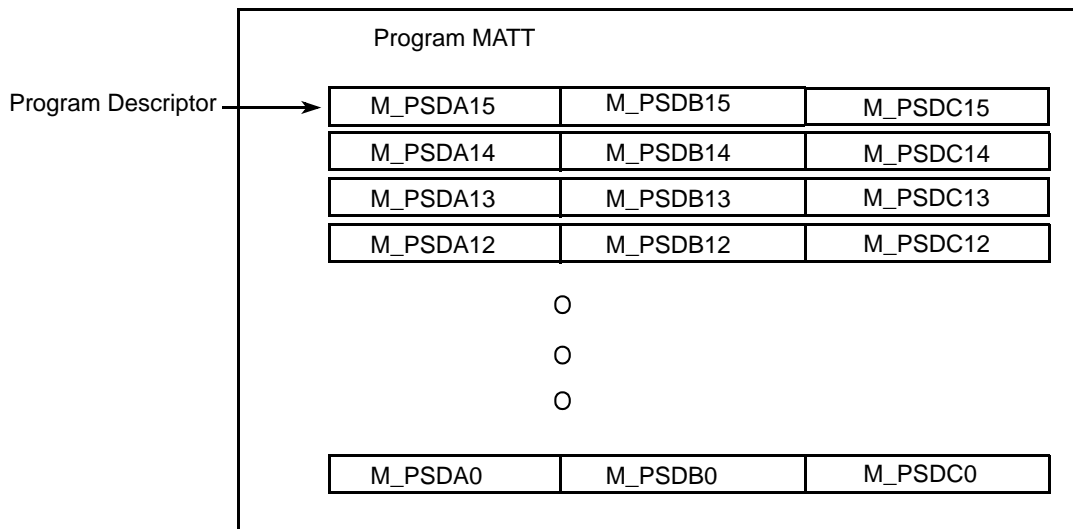 Program MATT
Program Descriptor
M_PSDA15 M_PSDB15 M_PSDC15
M_PSDA14 M_PSDB14 M_PSDC14
M_PSDA13 M_PSDB13 M_PSDC13
M_PSDA12 M_PSDB12 M_PSDC12
O
O
O
M_PSDA0 M_PSDB0 M_PSDC0